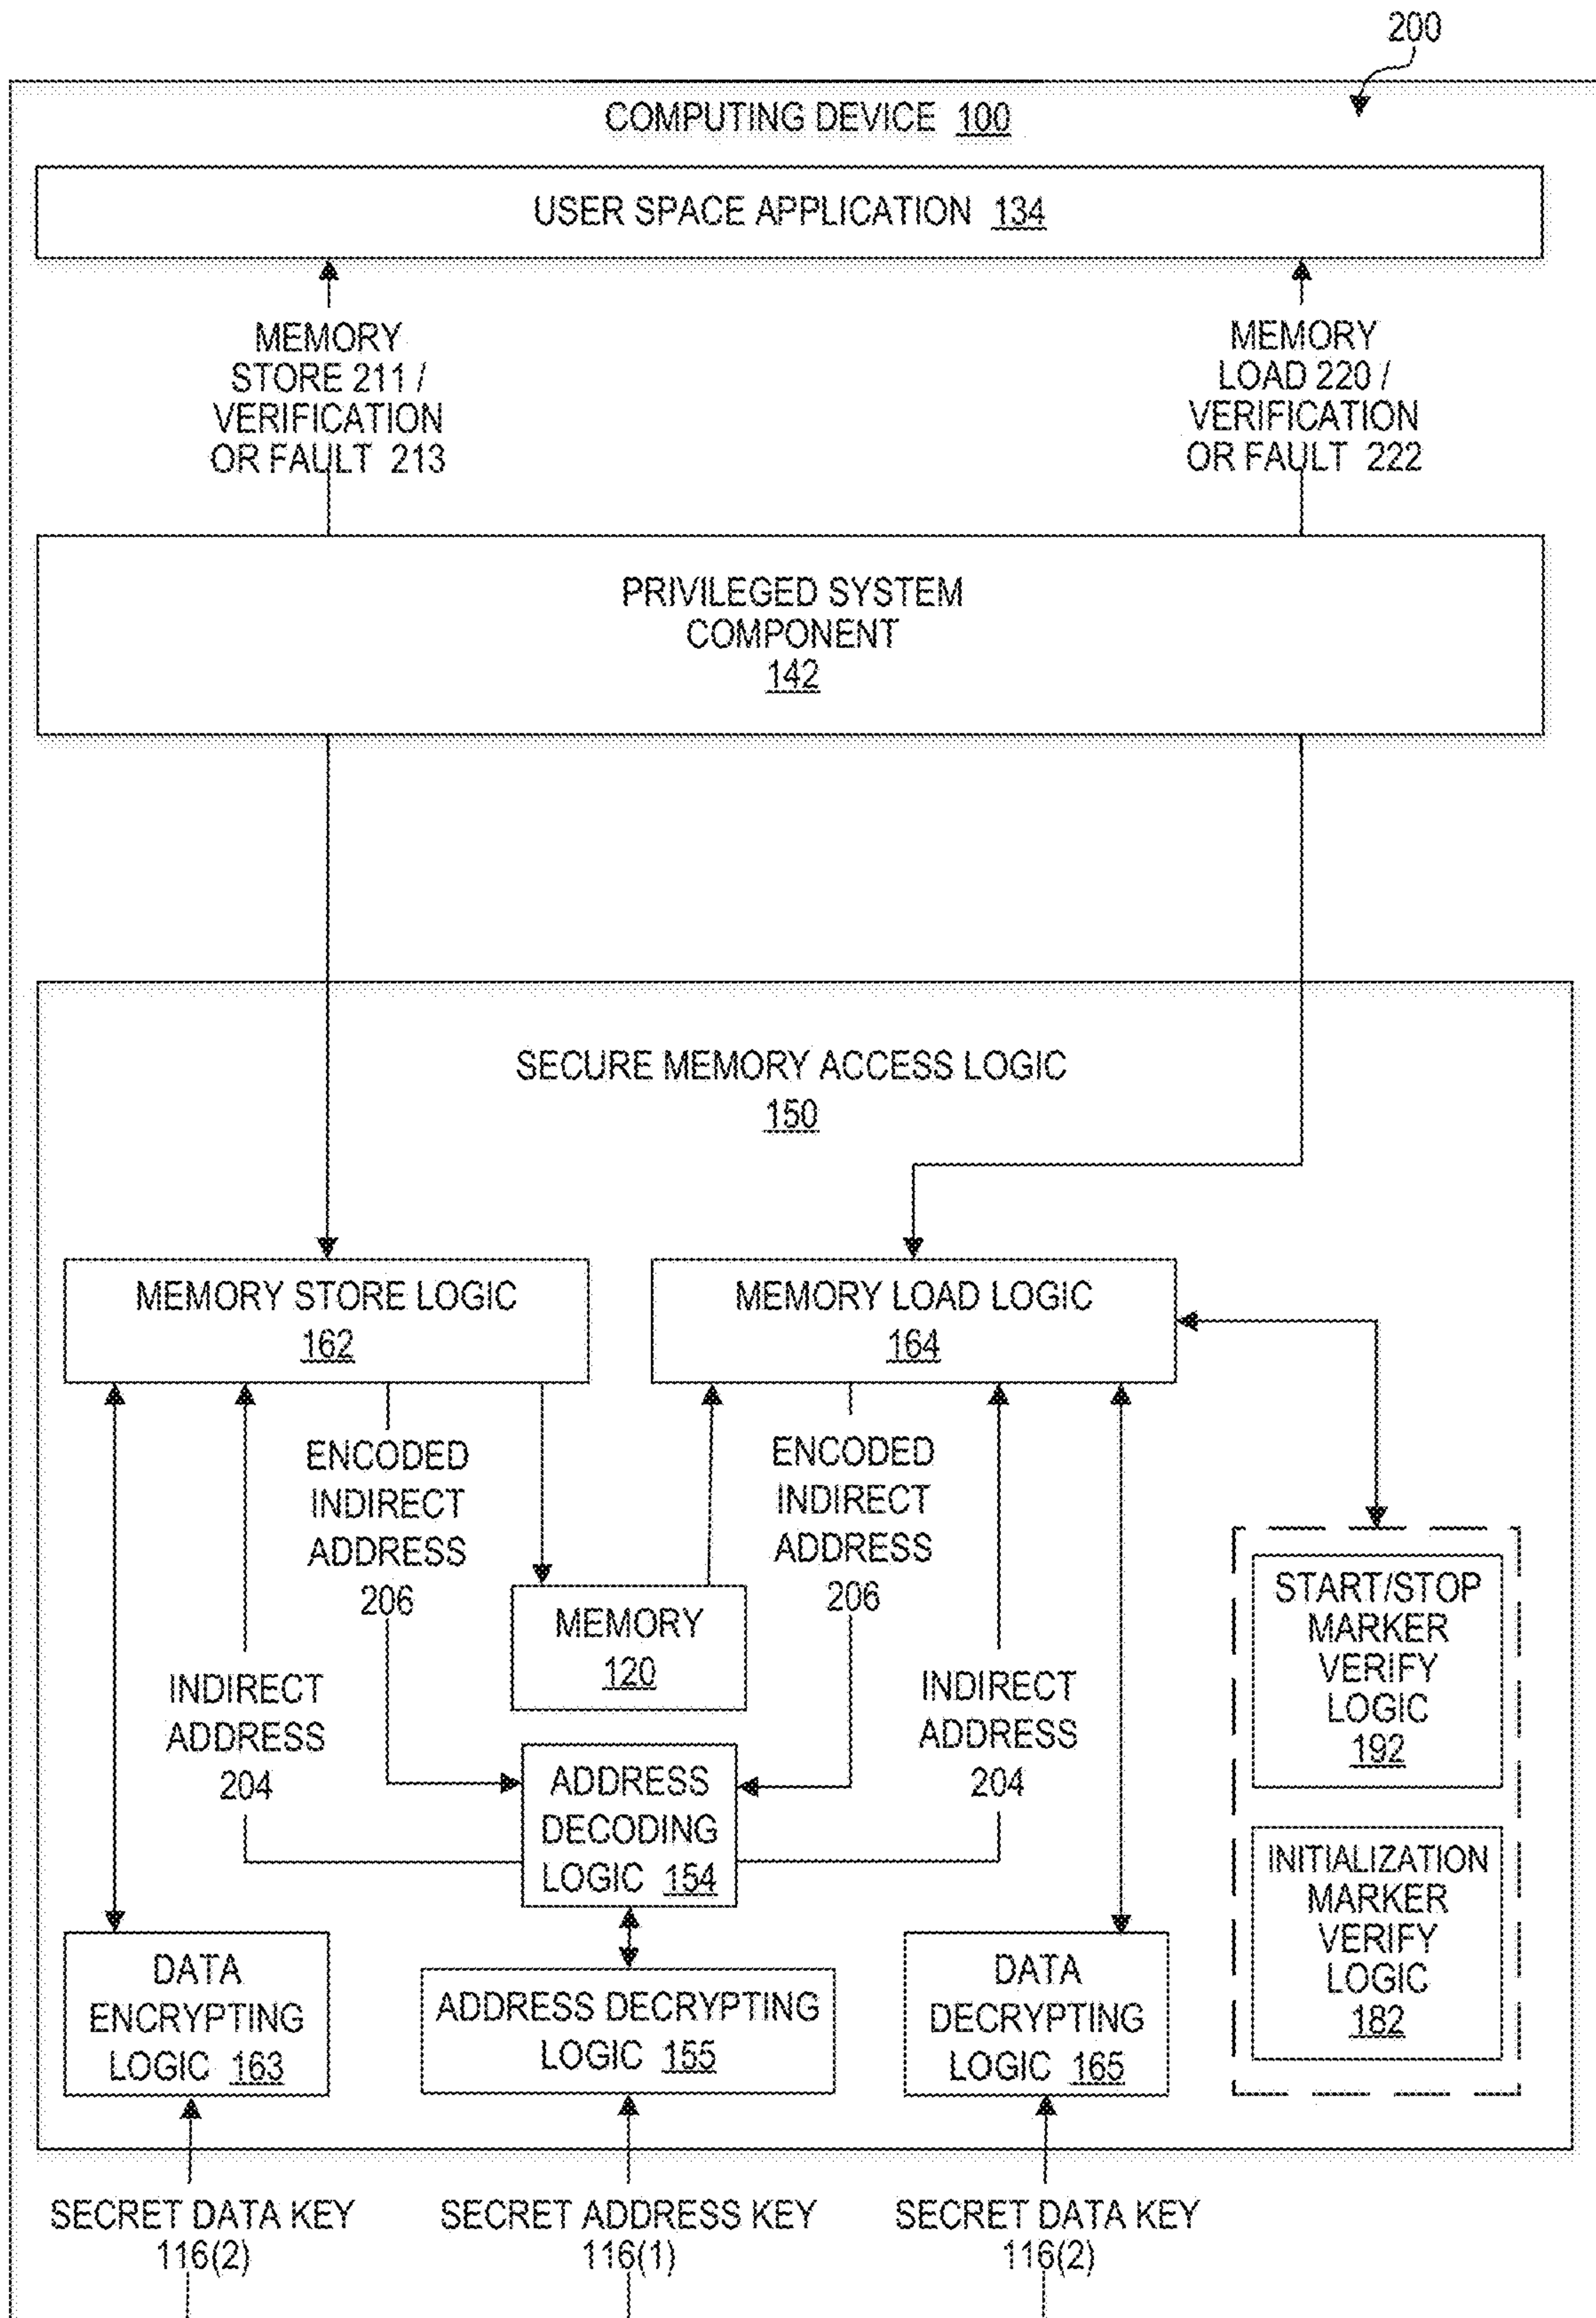 200
COMPUTING DEVICE 100
USER SPACE APPLICATION 134
MEMORY
STORE 211 /
VERIFICATION
OR FAULT 213
MEMORY
LOAD 220 /
VERIFICATION
OR FAULT 222
PRIVILEGED SYSTEM
COMPONENT
142
SECURE MEMORY ACCESS LOGIC
150
MEMORY STORE LOGIC
162
MEMORY LOAD LOGIC
164
ENCODED
INDIRECT
ADDRESS
206
ENCODED
INDIRECT
ADDRESS
206
MEMORY
120
START/STOP
MARKER
VERIFY
LOGIC
192
INDIRECT
ADDRESS
204
INDIRECT
ADDRESS
204
ADDRESS
DECODING
LOGIC 154
INITIALIZATION
MARKER
VERIFY
LOGIC
182
DATA
ENCRYPTING
LOGIC 163
ADDRESS DECRYPTING
LOGIC 155
DATA
DECRYPTING
LOGIC 165
SECRET DATA KEY
116(2)
SECRET ADDRESS KEY
116(1)
SECRET DATA KEY
116(2)